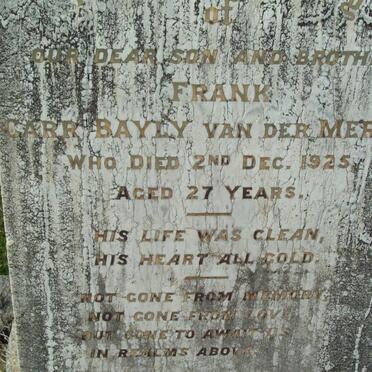 of
OUR DEAR SON AND BROTH
FRANK
CARR BAYLY VAN DER MER
WHO DIED 2ND DEC. 1925,
AGED 27 YEARS.
HIS LIFE WAS CLEAN,
HIS HEART ALL GOLD.
NOT GONE FROM MEMORY,
NOT GONE FROM LOVE
BUT GONE TO AWAIT US
IN REALMS ABOVE.